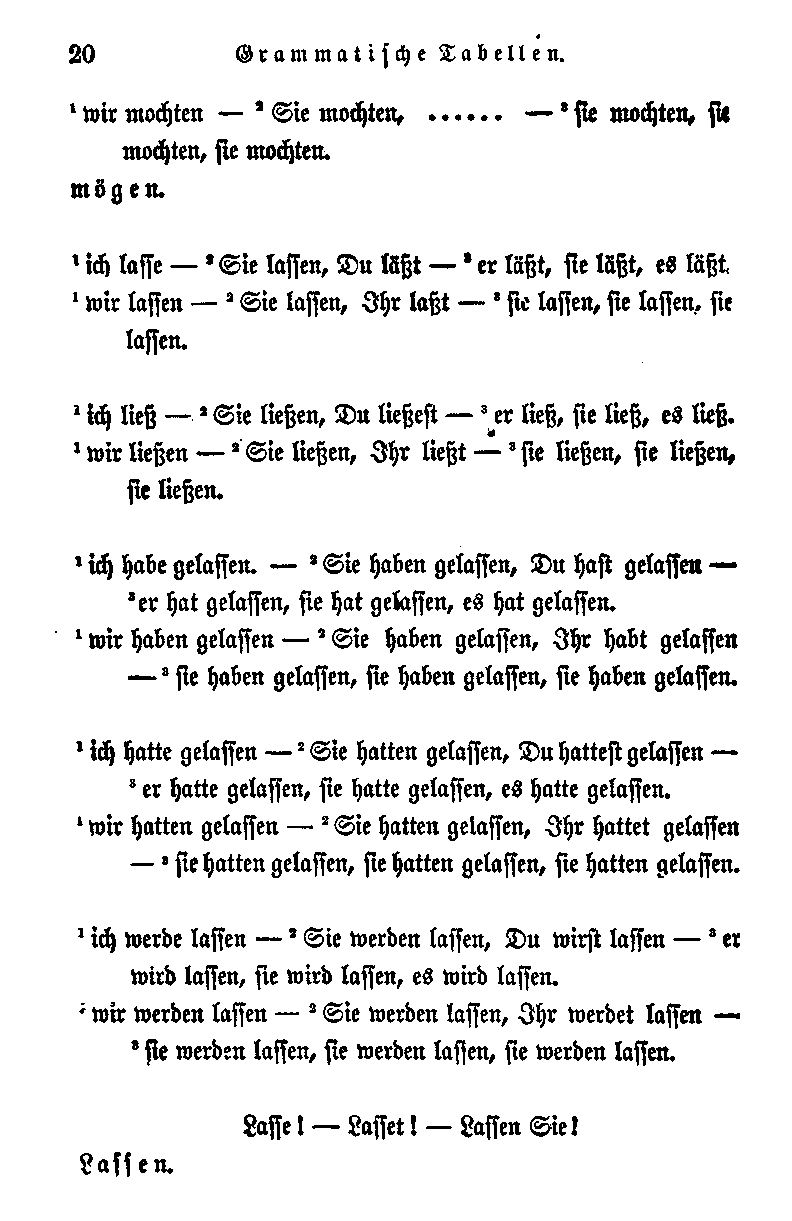 20 Grammatische Tabellen.
¹ wir mochten — ² Sie mochten, ...... — ³ sie mochten, sie
mochten, sie mochten.
mögen.
¹ ich lasse — ² Sie lassen, Du läßt — ³ er läßt, sie läßt, es läßt.
¹ wir lassen — ² Sie lassen, Ihr laßt — ³ sie lassen, sie lassen, sie
lassen.
¹ ich ließ — ² Sie ließen, Du ließest — ³ er ließ, sie ließ, es ließ.
¹ wir ließen — ² Sie ließen, Ihr ließt — ³ sie ließen, sie ließen,
sie ließen.
¹ ich habe gelassen. — ² Sie haben gelassen, Du hast gelassen —
³ er hat gelassen, sie hat gelassen, es hat gelassen.
¹ wir haben gelassen — ² Sie haben gelassen, Ihr habt gelassen
— ³ sie haben gelassen, sie haben gelassen, sie haben gelassen.
¹ ich hatte gelassen — ² Sie hatten gelassen, Du hattest gelassen —
³ er hatte gelassen, sie hatte gelassen, es hatte gelassen.
¹ wir hatten gelassen — ² Sie hatten gelassen, Ihr hattet gelassen
— ³ sie hatten gelassen, sie hatten gelassen, sie hatten gelassen.
¹ ich werde lassen — ² Sie werden lassen, Du wirst lassen — ³ er
wird lassen, sie wird lassen, es wird lassen.
¹ wir werden lassen — ² Sie werden lassen, Ihr werdet lassen —
³ sie werden lassen, sie werden lassen, sie werden lassen.
Lasse! — Lasset! — Lassen Sie!
Lassen.